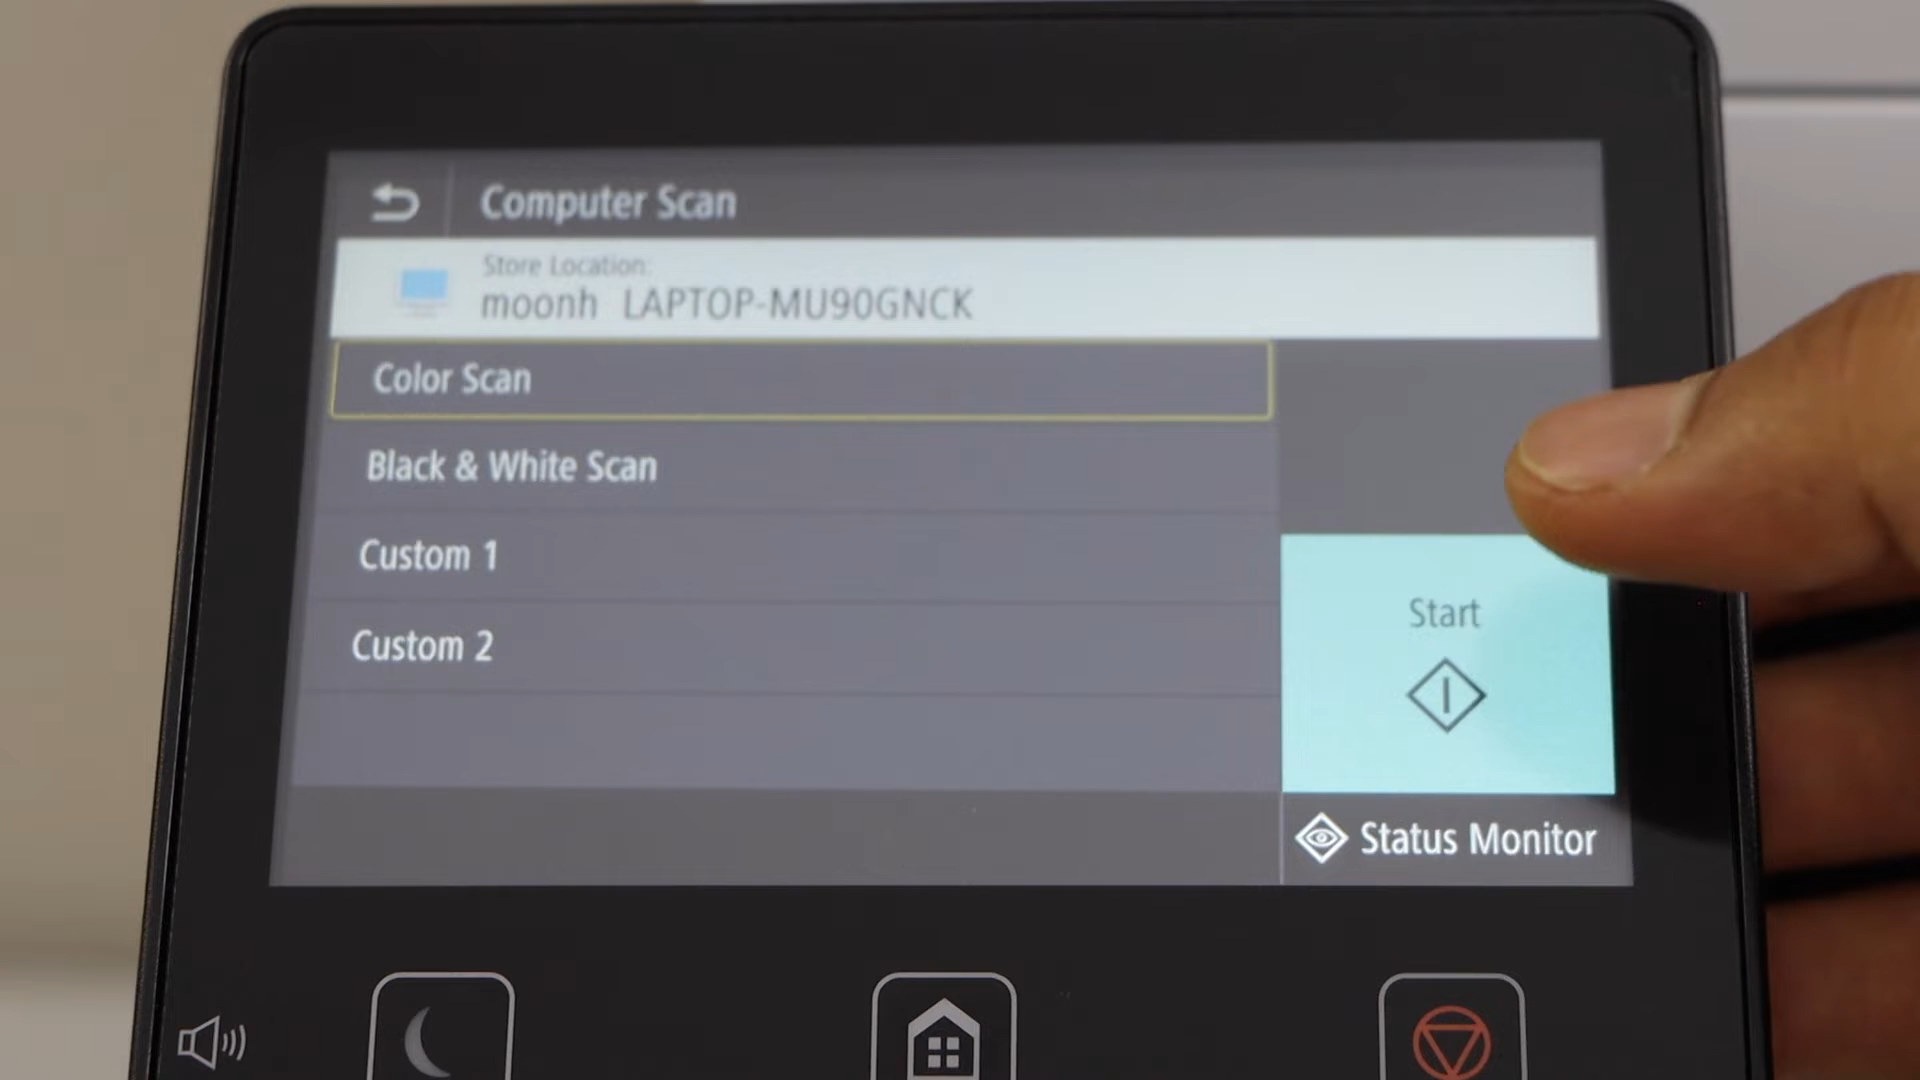 Computer Scan
Store Location:
moonh LAPTOP-MU90GNCK
Color Scan
Black & White Scan
Custom 1
Custom 2
Start
Status Monitor